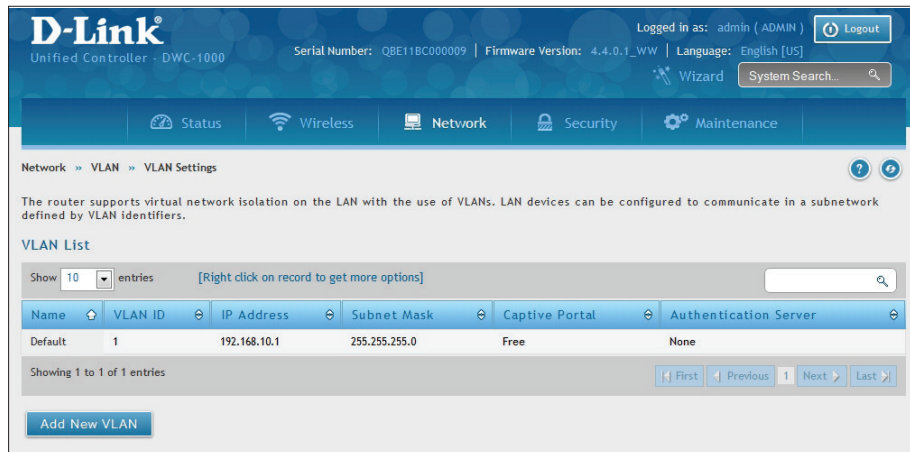 D-Link®
Unified Controller - DWC-1000
Logged in as: admin ( ADMIN ) Logout
Serial Number: QBE11BC000009 | Firmware Version: 4.4.0.1_WW | Language: English [US]
Wizard System Search...
Status Wireless Network Security Maintenance
Network » VLAN » VLAN Settings
The router supports virtual network isolation on the LAN with the use of VLANs. LAN devices can be configured to communicate in a subnetwork
defined by VLAN identifiers.
VLAN List
Show 10 entries [Right click on record to get more options]
Name VLAN ID IP Address Subnet Mask Captive Portal Authentication Server
Default 1 192.168.10.1 255.255.255.0 Free None
Showing 1 to 1 of 1 entries First Previous 1 Next Last
Add New VLAN